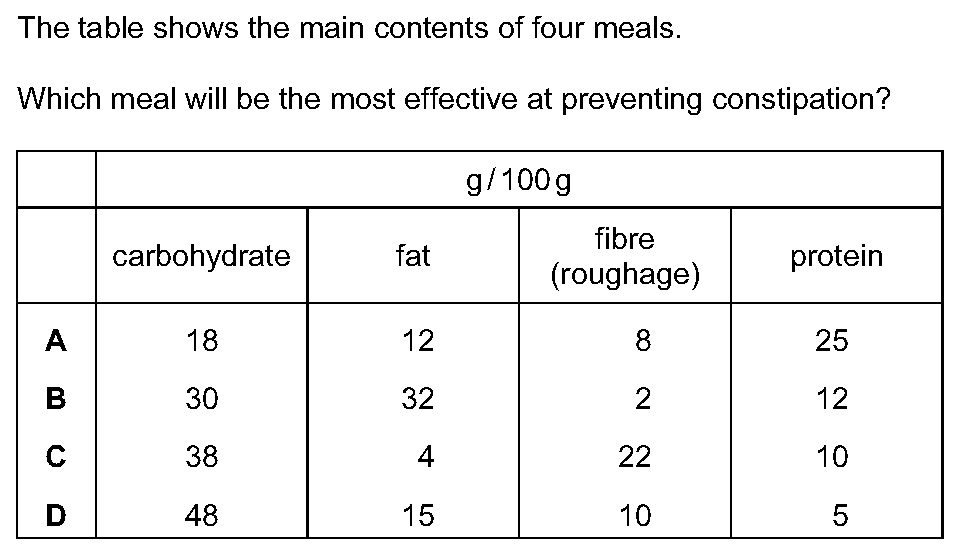 The table shows the main contents of four meals.
Which meal will be the most effective at preventing constipation?
g / 100 g
carbohydrate fat fibre (roughage) protein
A 18 12 8 25
B 30 32 2 12
C 38 4 22 10
D 48 15 10 5